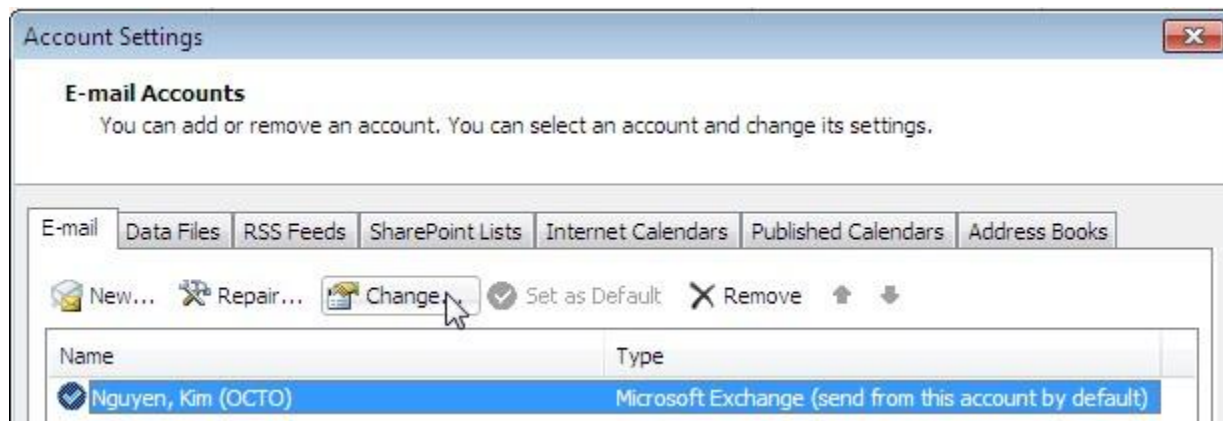 Account Settings
E-mail Accounts
You can add or remove an account. You can select an account and change its settings.
E-mail Data Files RSS Feeds SharePoint Lists Internet Calendars Published Calendars Address Books
New... Repair... Change... Set as Default Remove
Name Type
Nguyen, Kim (OCTO) Microsoft Exchange (send from this account by default)